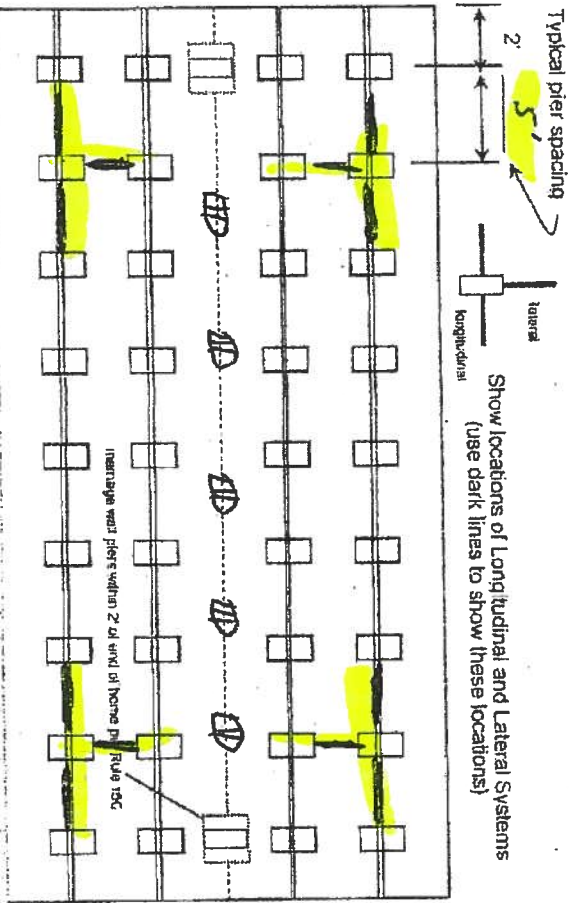 Typical pier spacing
2'
5'
lateral
longitudinal
Show locations of Longitudinal and Lateral Systems
(use dark lines to show these locations)
marriage wall piers within 2' of end of home per Rule 15C